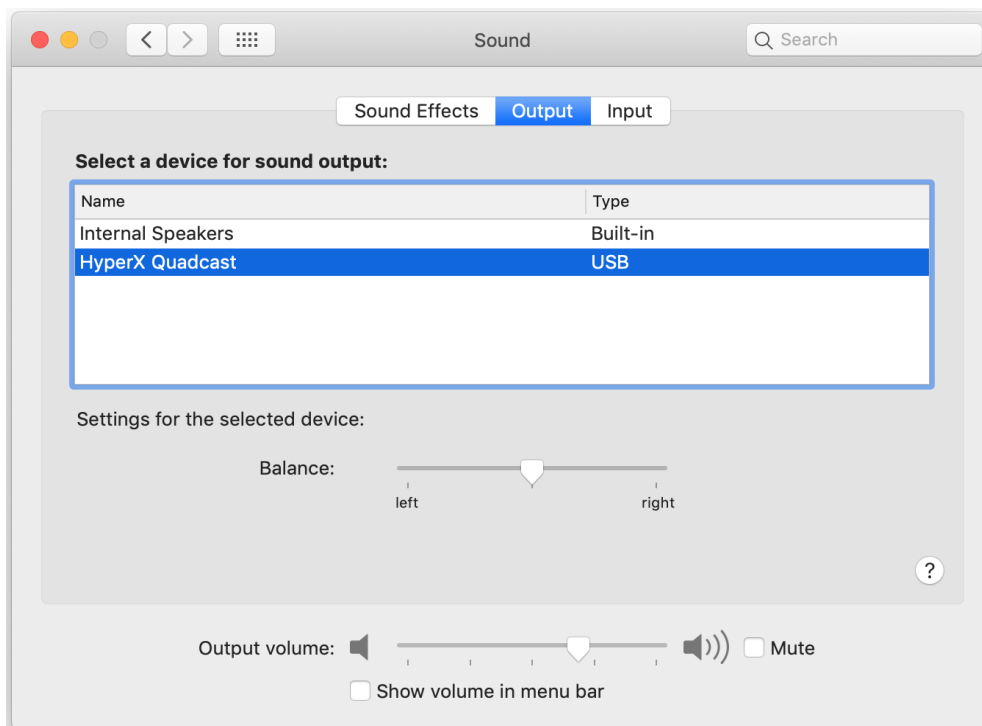 Sound
Search
Sound Effects Output Input
Select a device for sound output:
Name Type
Internal Speakers Built-in
HyperX Quadcast USB
Settings for the selected device:
Balance:
left right
?
Output volume: Mute
Show volume in menu bar